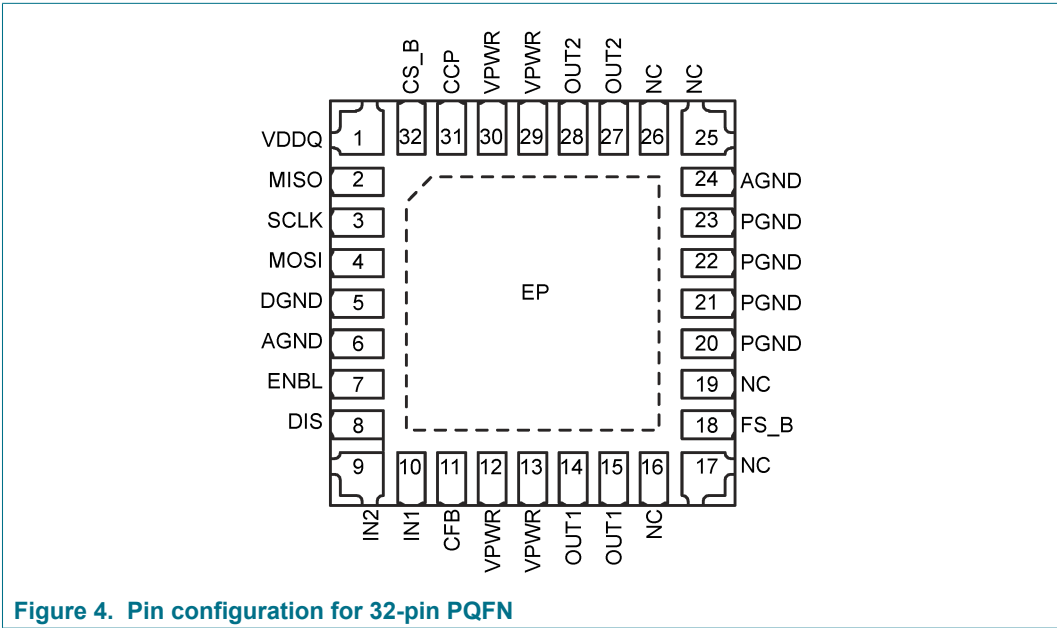 CS_B
CCP
VPWR
VPWR
OUT2
OUT2
NC
NC
VDDQ 1 32 31 30 29 28 27 26 25
MISO 2 24 AGND
SCLK 3 23 PGND
MOSI 4 22 PGND
EP
DGND 5 21 PGND
AGND 6 20 PGND
ENBL 7 19 NC
DIS 8 18 FS_B
9 10 11 12 13 14 15 16 17 NC
IN2
IN1
CFB
VPWR
VPWR
OUT1
OUT1
NC
Figure 4. Pin configuration for 32-pin PQFN